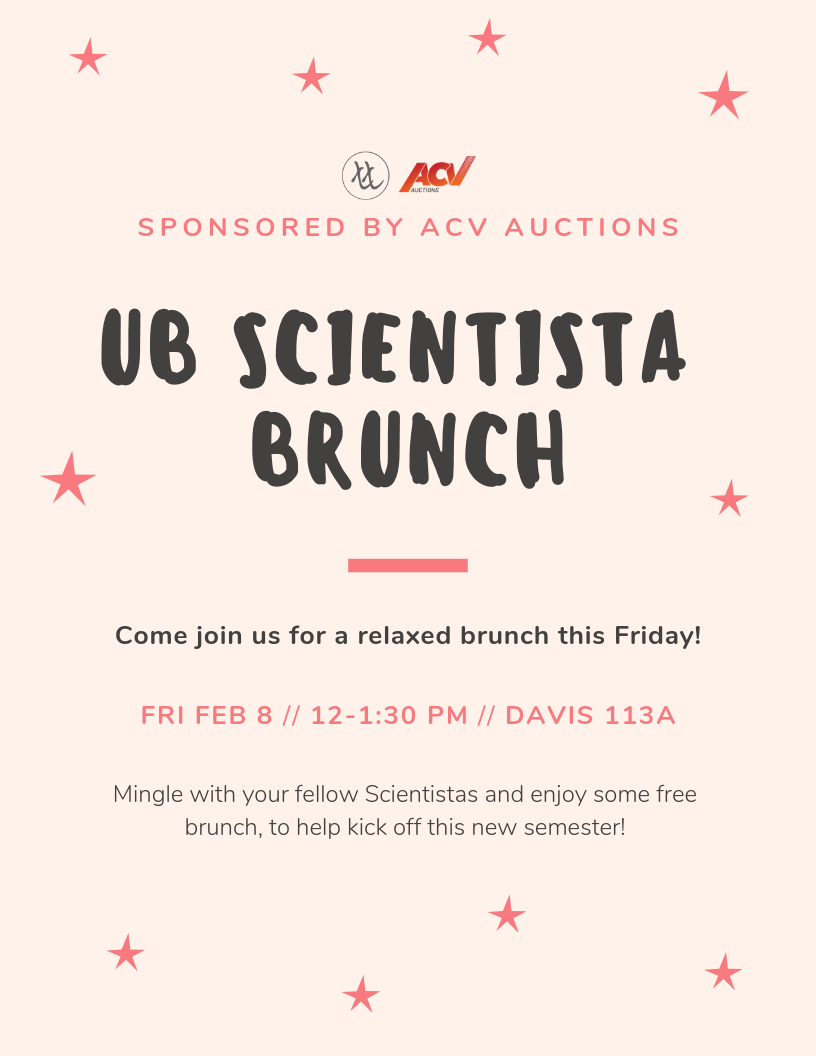 ACV
AUCTIONS
SPONSORED BY ACV AUCTIONS
UB SCIENTISTA
BRUNCH
Come join us for a relaxed brunch this Friday!
FRI FEB 8 // 12-1:30 PM // DAVIS 113A
Mingle with your fellow Scientistas and enjoy some free
brunch, to help kick off this new semester!